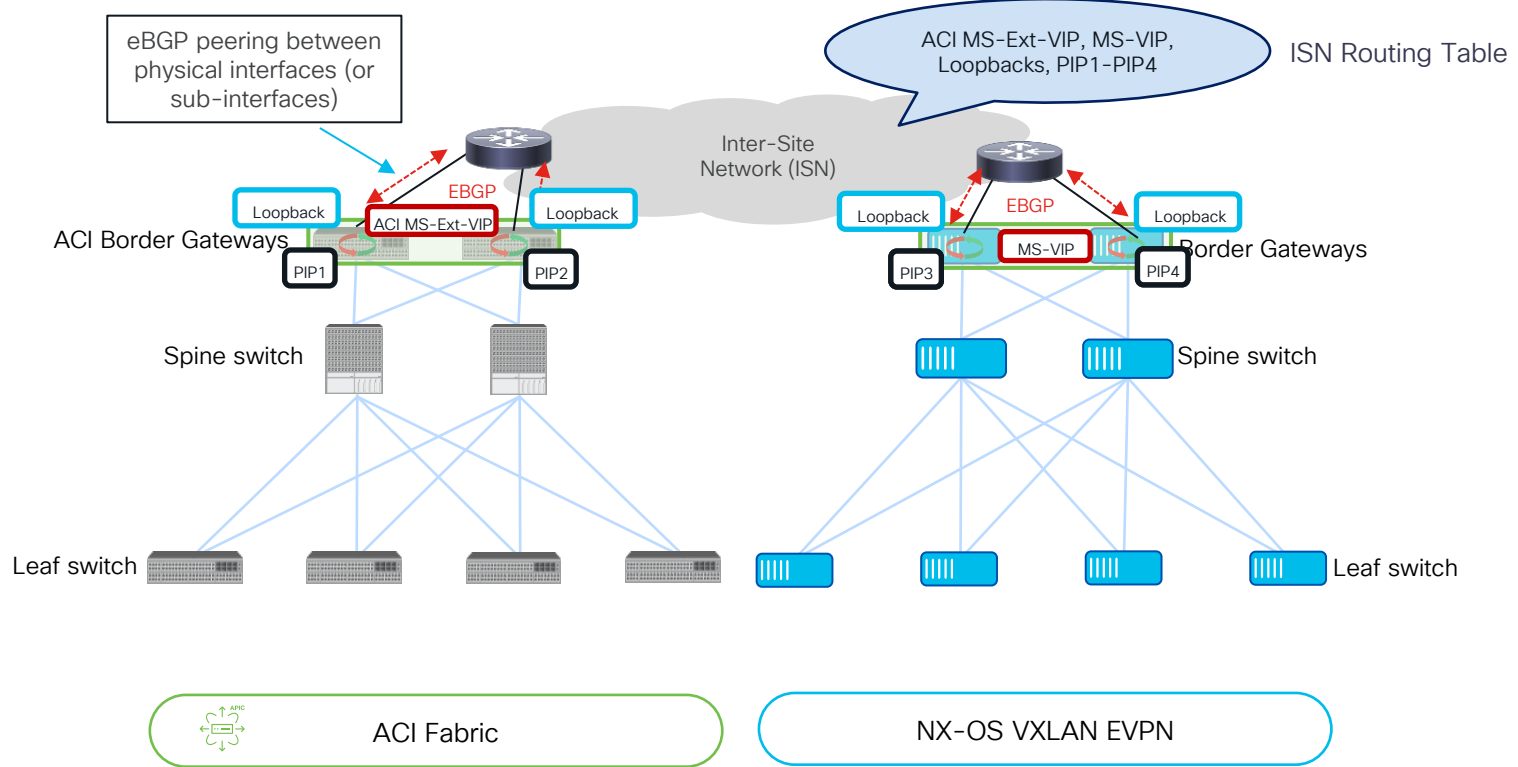 eBGP peering between
physical interfaces (or
sub-interfaces)
ACI MS-Ext-VIP, MS-VIP,
Loopbacks, PIP1-PIP4
ISN Routing Table
Inter-Site
Network (ISN)
EBGP
EBGP
Loopback
Loopback
Loopback
Loopback
ACI Border Gateways
ACI MS-Ext-VIP
MS-VIP
Border Gateways
PIP1
PIP2
PIP3
PIP4
Spine switch
Spine switch
Leaf switch
Leaf switch
APIC
ACI Fabric
NX-OS VXLAN EVPN